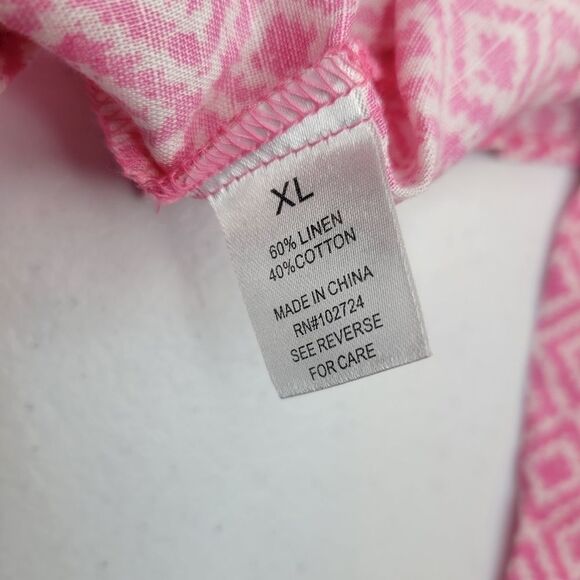 XL
60% LINEN
40%COTTON
MADE IN CHINA
RN#102724
SEE REVERSE
FOR CARE